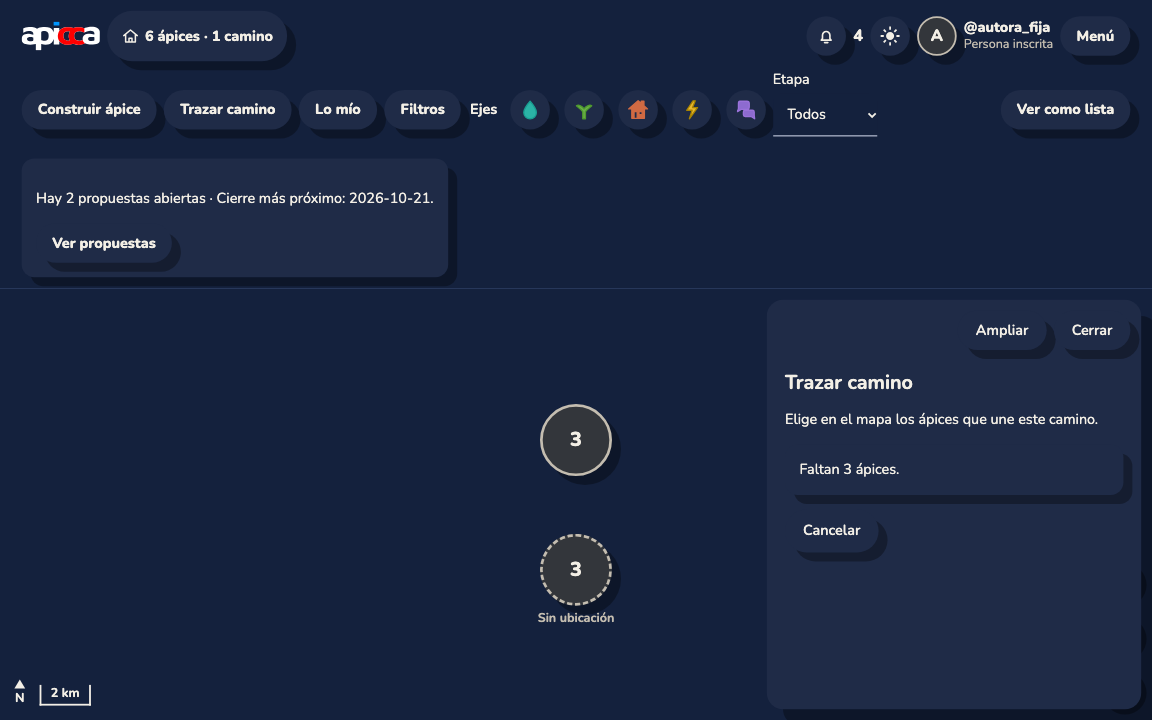 apicca
6 ápices · 1 camino
4
A
@autora_fija
Persona inscrita
Menú
Construir ápice
Trazar camino
Lo mío
Filtros
Ejes
Etapa
Todos
Ver como lista
Hay 2 propuestas abiertas · Cierre más próximo: 2026-10-21.
Ver propuestas
Ampliar
Cerrar
Trazar camino
Elige en el mapa los ápices que une este camino.
Faltan 3 ápices.
Cancelar
3
3
Sin ubicación
N
2 km